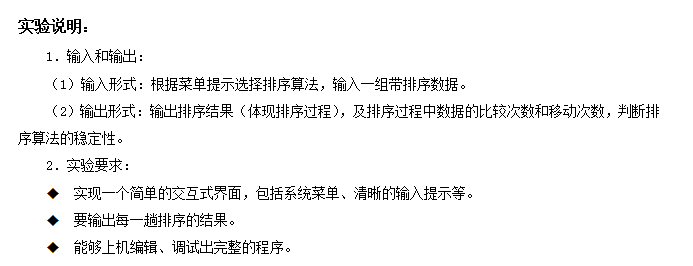 实验说明：
1．输入和输出：
（1）输入形式：根据菜单提示选择排序算法，输入一组带排序数据。
（2）输出形式：输出排序结果（体现排序过程），及排序过程中数据的比较次数和移动次数，判断排
序算法的稳定性。
2．实验要求：
◆ 实现一个简单的交互式界面，包括系统菜单、清晰的输入提示等。
◆ 要输出每一趟排序的结果。
◆ 能够上机编辑、调试出完整的程序。